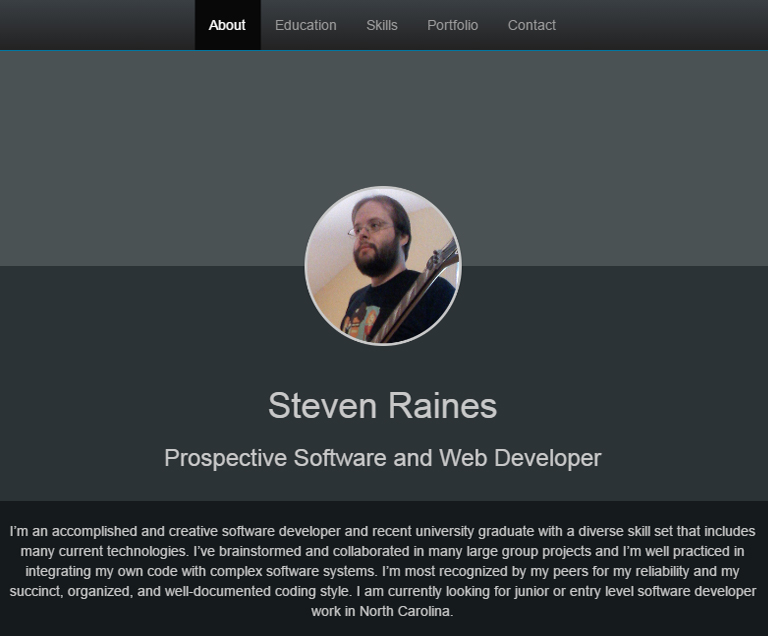 About Education Skills Portfolio Contact
Steven Raines
Prospective Software and Web Developer
I'm an accomplished and creative software developer and recent university graduate with a diverse skill set that includes
many current technologies. I've brainstormed and collaborated in many large group projects and I'm well practiced in
integrating my own code with complex software systems. I'm most recognized by my peers for my reliability and my
succinct, organized, and well-documented coding style. I am currently looking for junior or entry level software developer
work in North Carolina.